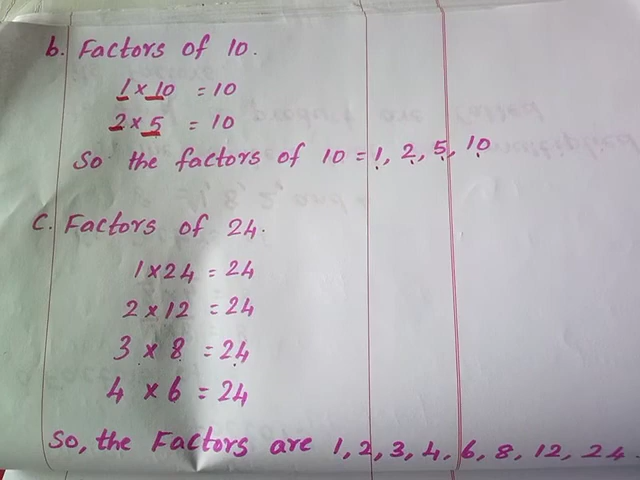 b. Factors of 10.
1 x 10 = 10
2 x 5 = 10
So the factors of 10 = 1, 2, 5, 10
C. Factors of 24.
1 x 24 = 24
2 x 12 = 24
3 x 8 = 24
4 x 6 = 24
So, the Factors are 1, 2, 3, 4, 6, 8, 12, 24.